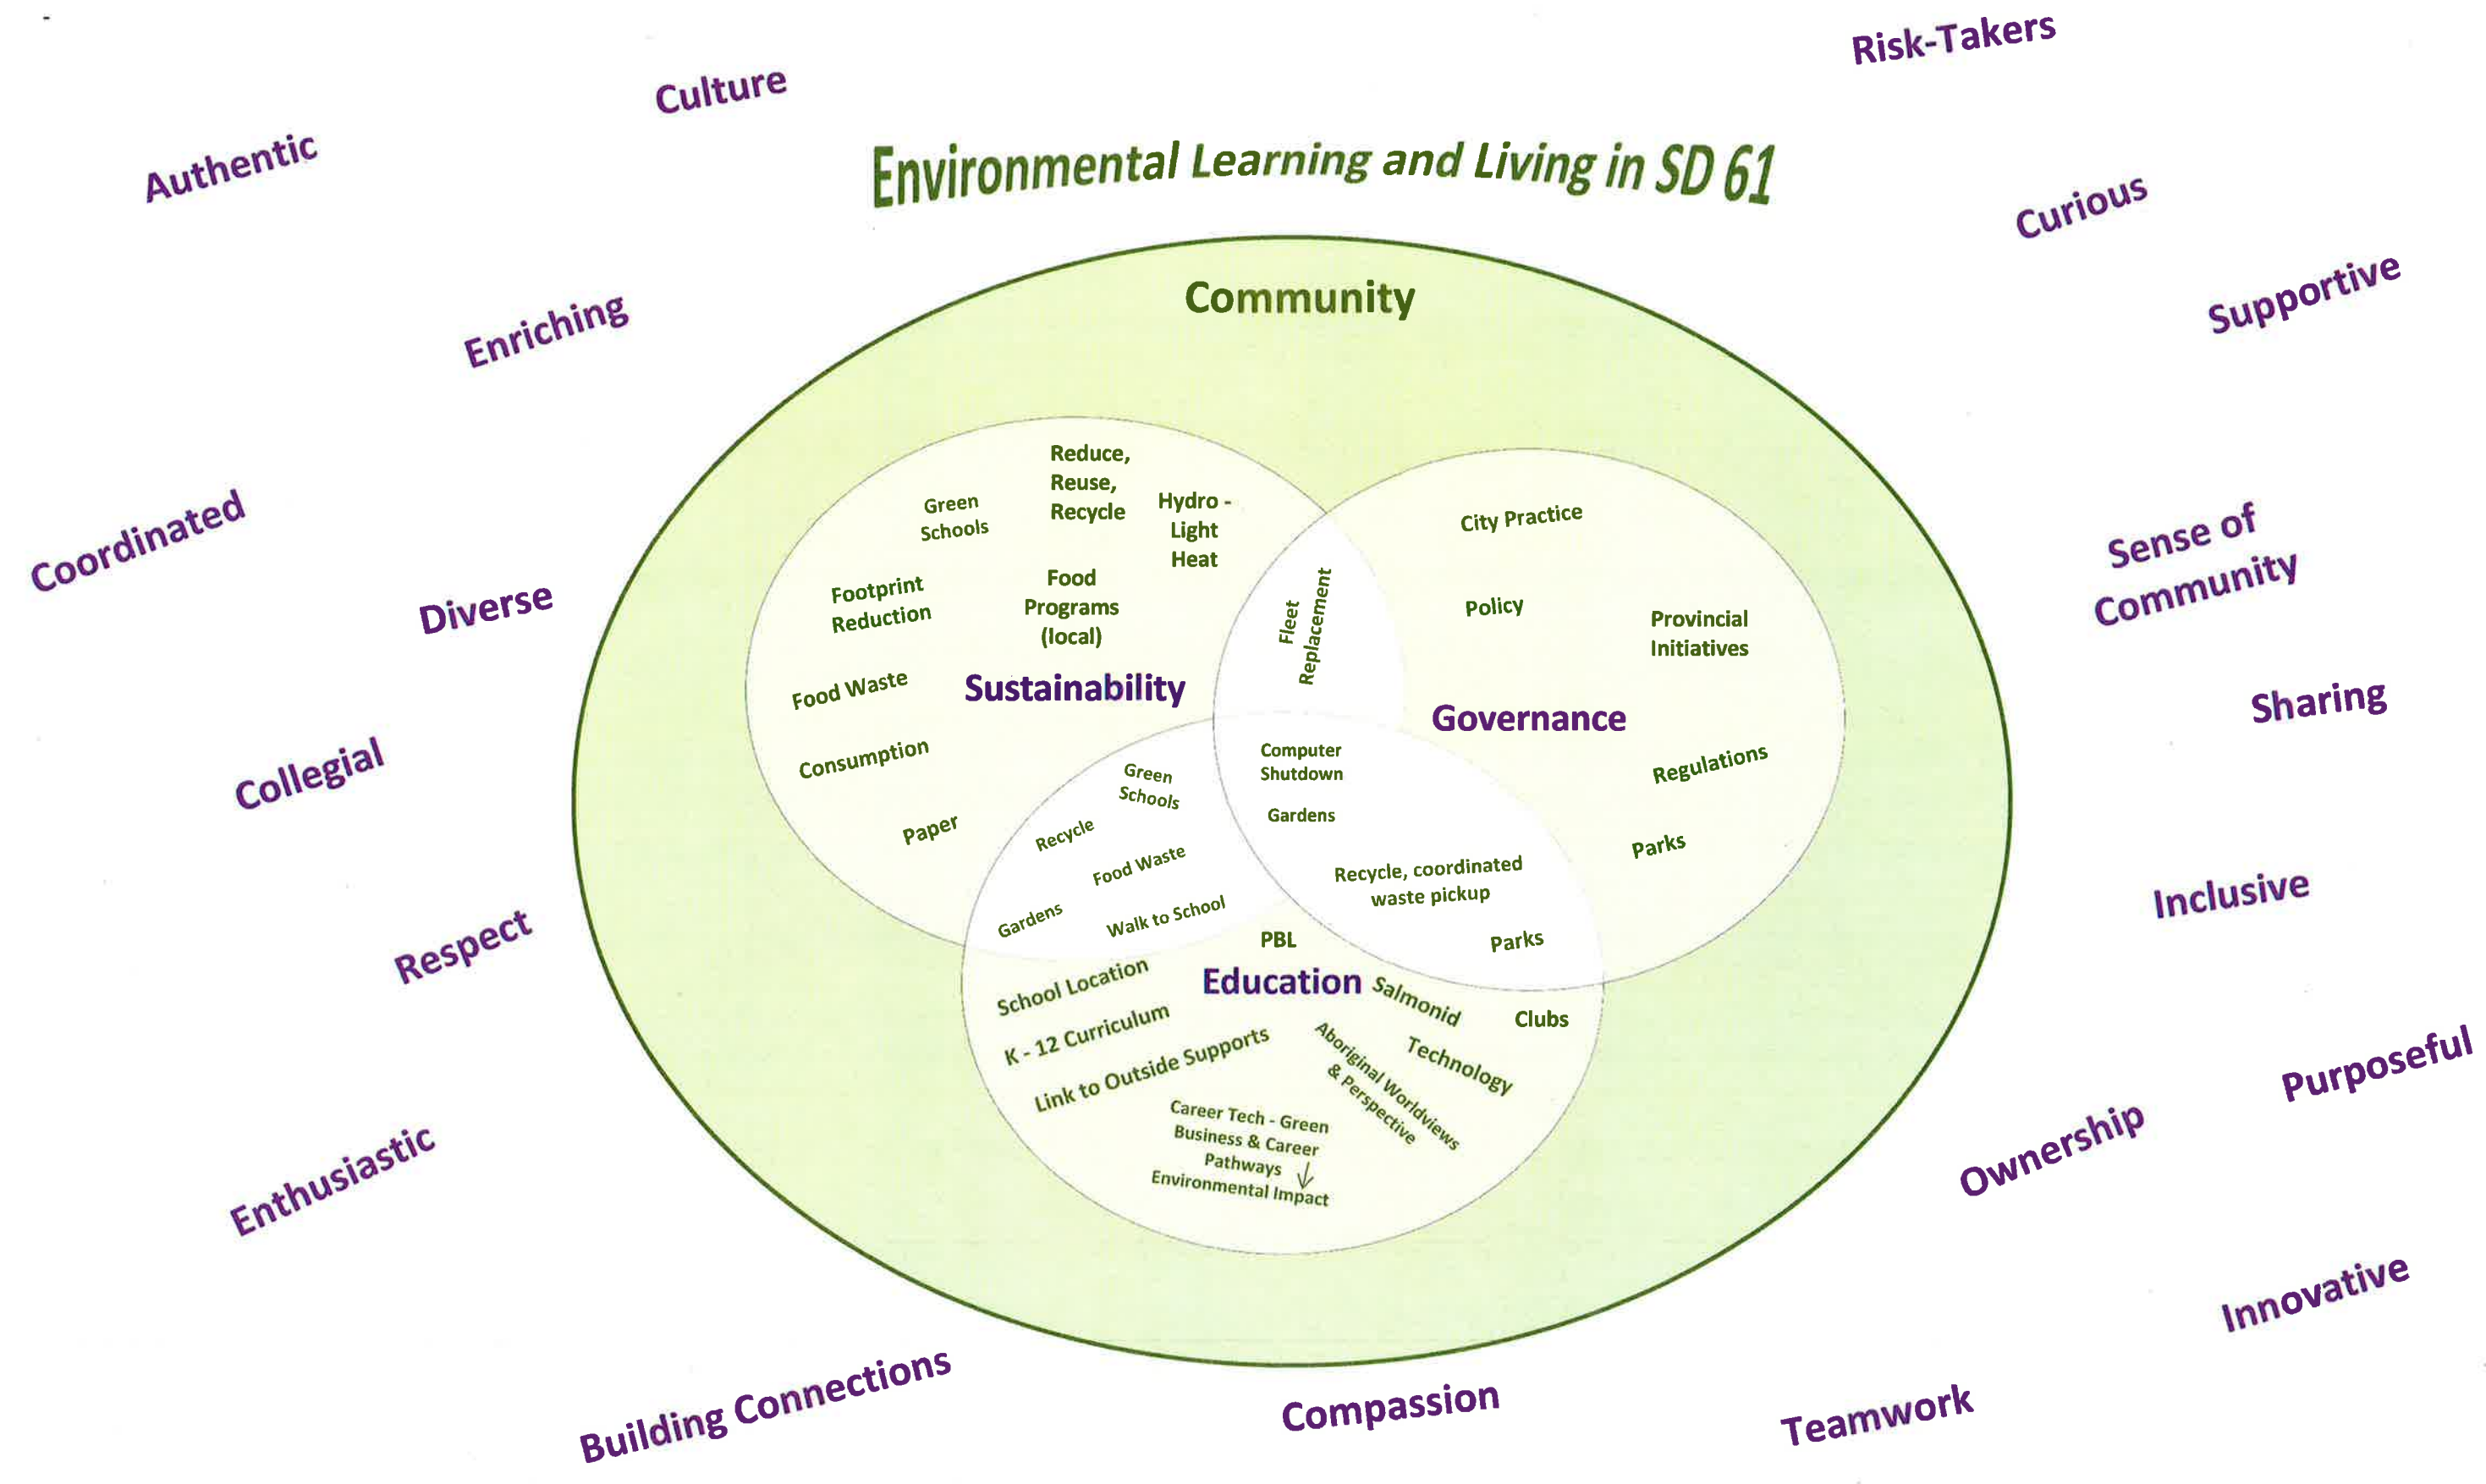 Risk-Takers
Culture
Authentic
Environmental Learning and Living in SD 61
Curious
Supportive
Enriching
Community
Coordinated
Diverse
Sense of
Community
Sharing
Collegial
Respect
Inclusive
Enthusiastic
Purposeful
Ownership
Innovative
Building Connections
Compassion
Teamwork
Reduce,
Reuse,
Recycle
Green
Schools
Hydro -
Light
Heat
Footprint
Reduction
Food
Programs
(local)
Food Waste
Sustainability
Consumption
Paper
Fleet
Replacement
City Practice
Policy
Provincial
Initiatives
Governance
Regulations
Parks
Computer
Shutdown
Gardens
Green
Schools
Recycle
Food Waste
Gardens
Walk to School
Recycle, coordinated
waste pickup
Parks
PBL
Education
School Location
K - 12 Curriculum
Link to Outside Supports
Salmonid
Clubs
Technology
Aboriginal Worldviews
& Perspective
Career Tech - Green
Business & Career
Pathways
Environmental Impact